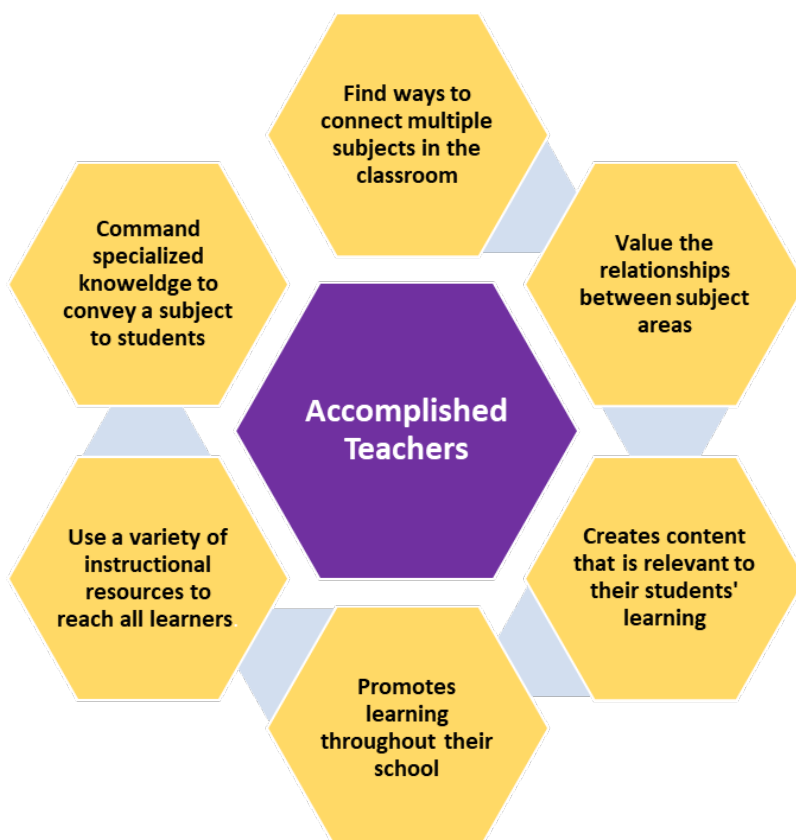 Find ways to
connect multiple
subjects in the
classroom
Value the
relationships
between subject
areas
Creates content
that is relevant to
their students'
learning
Promotes
learning
throughout their
school
Use a variety of
instructional
resources to
reach all learners
Command
specialized
knoweldge to
convey a subject
to students
Accomplished
Teachers